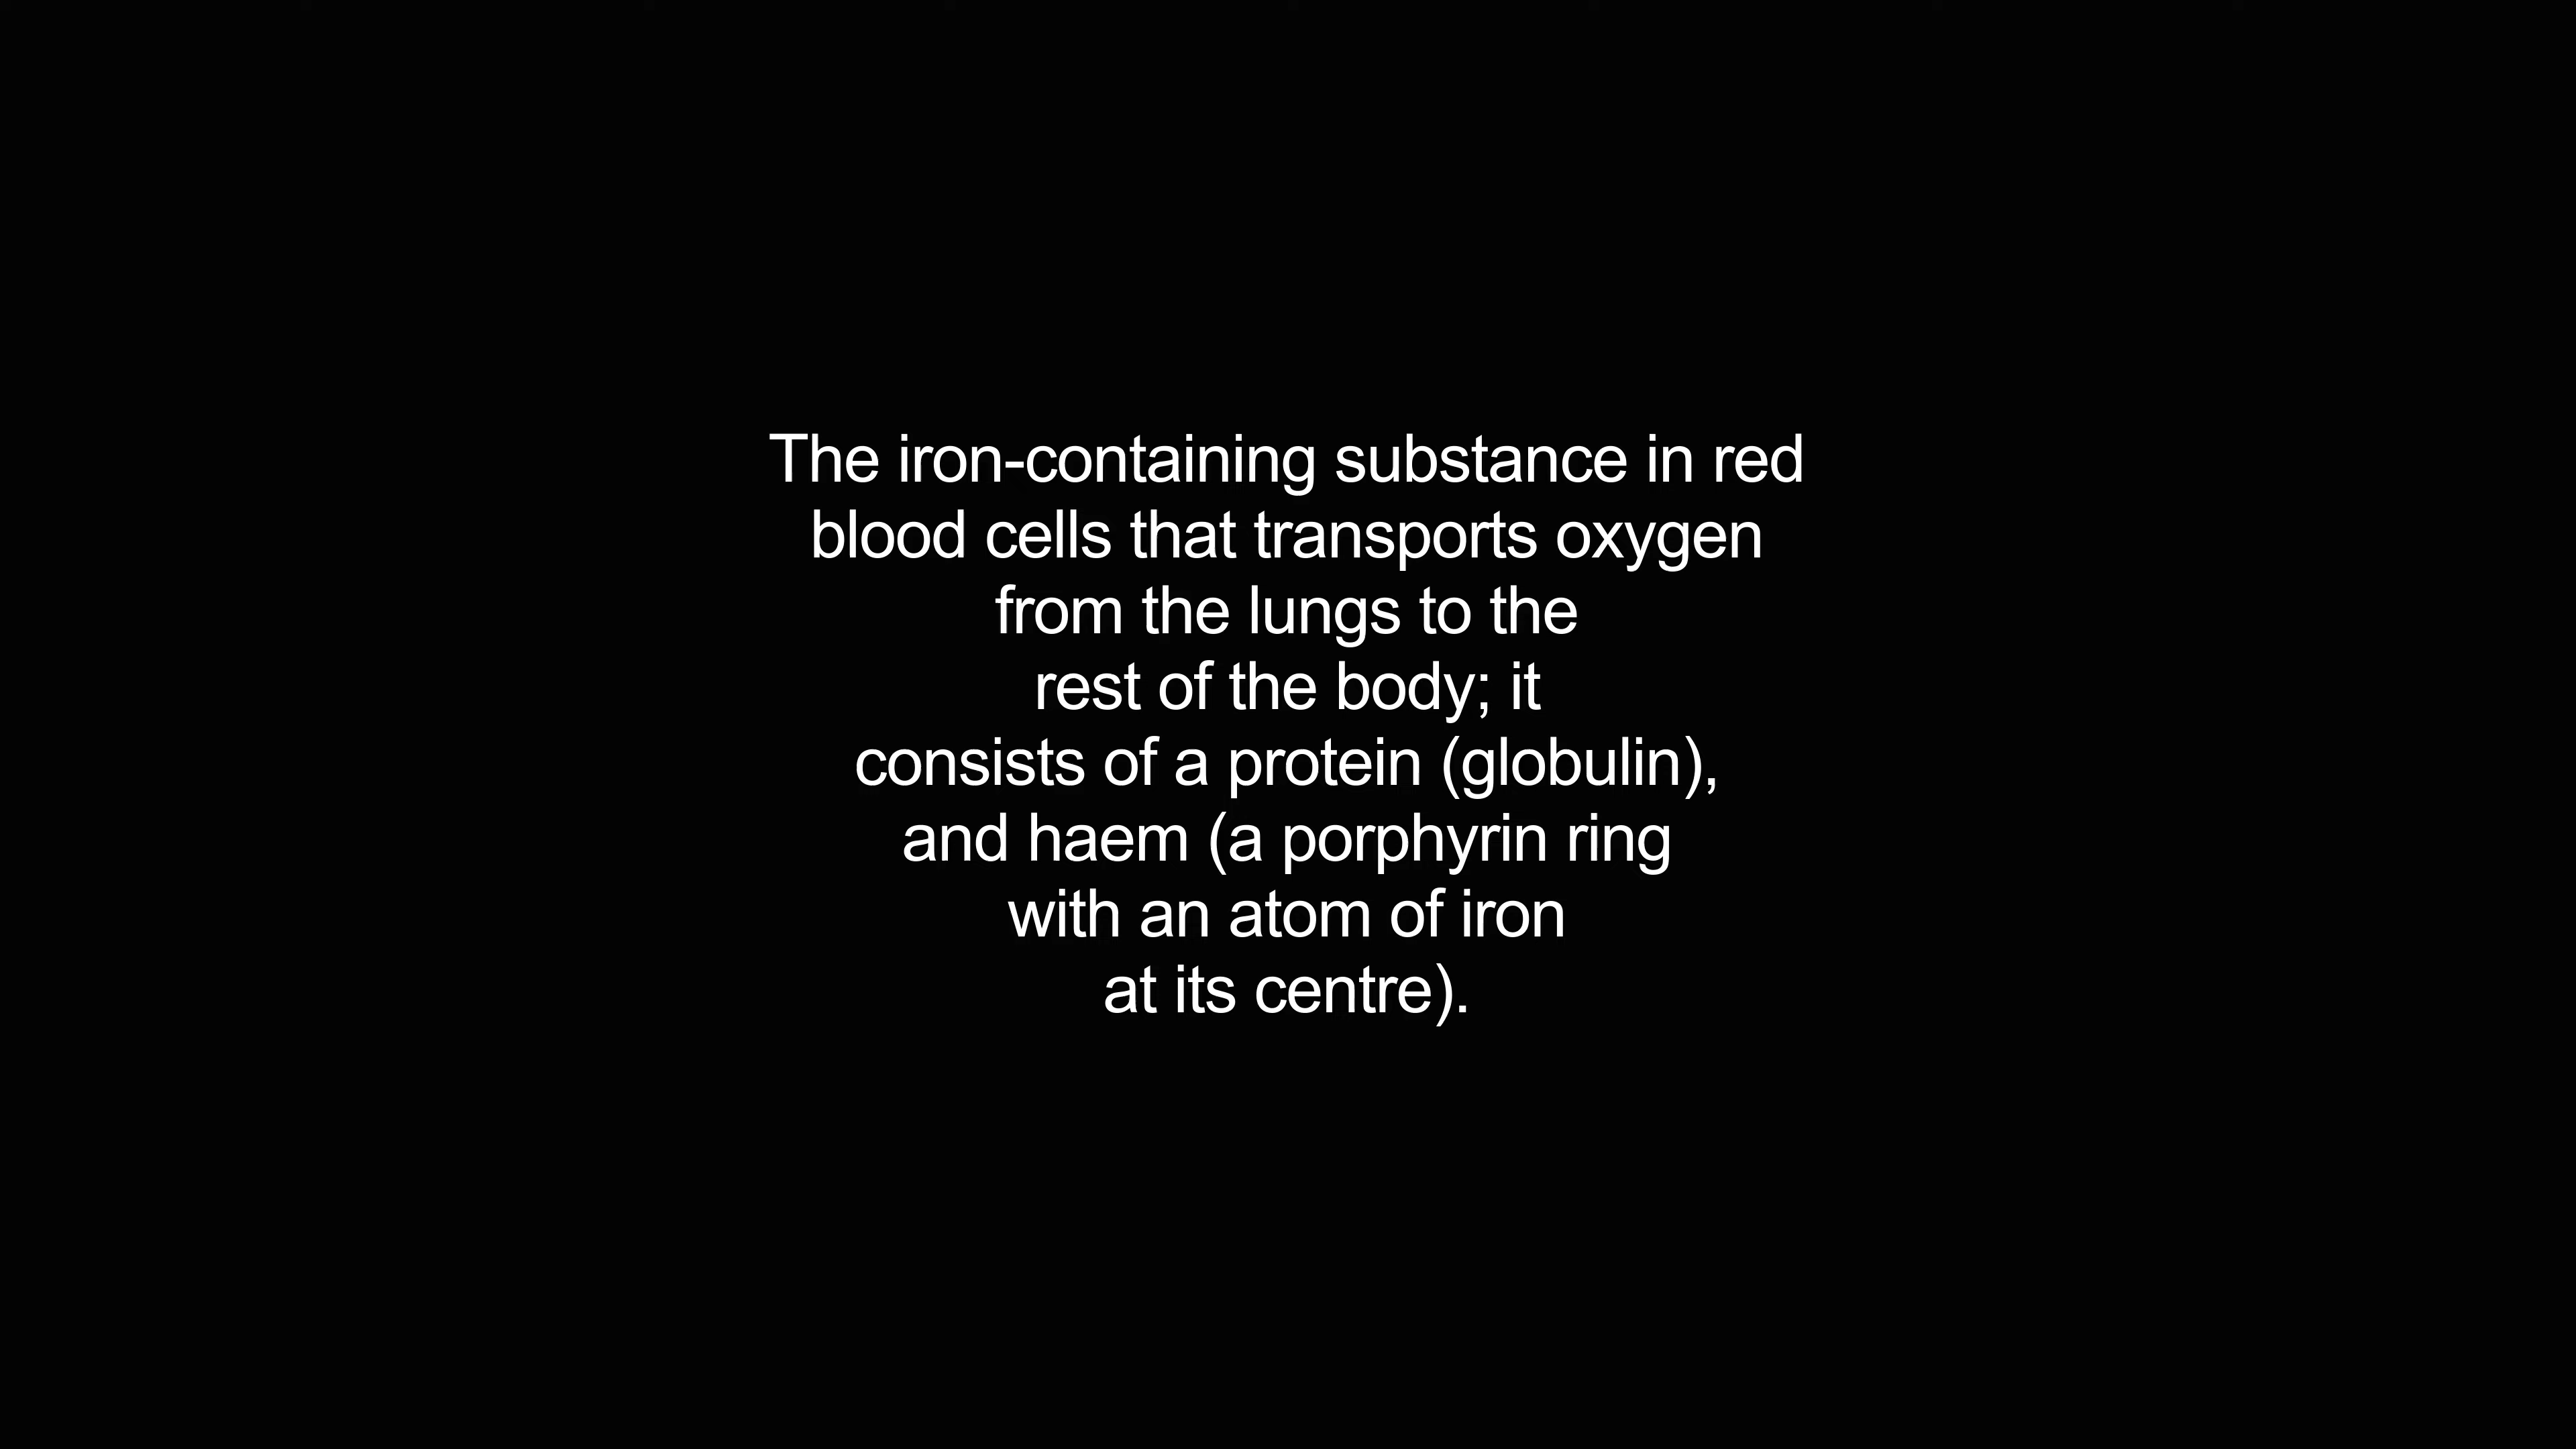 The iron-containing substance in red
blood cells that transports oxygen
from the lungs to the
rest of the body; it
consists of a protein (globulin),
and haem (a porphyrin ring
with an atom of iron
at its centre).